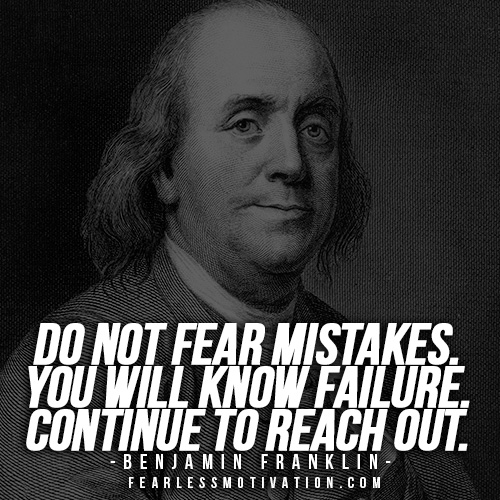 DO NOT FEAR MISTAKES.
YOU WILL KNOW FAILURE.
CONTINUE TO REACH OUT.
-BENJAMIN FRANKLIN-
FEARLESSMOTIVATION.COM